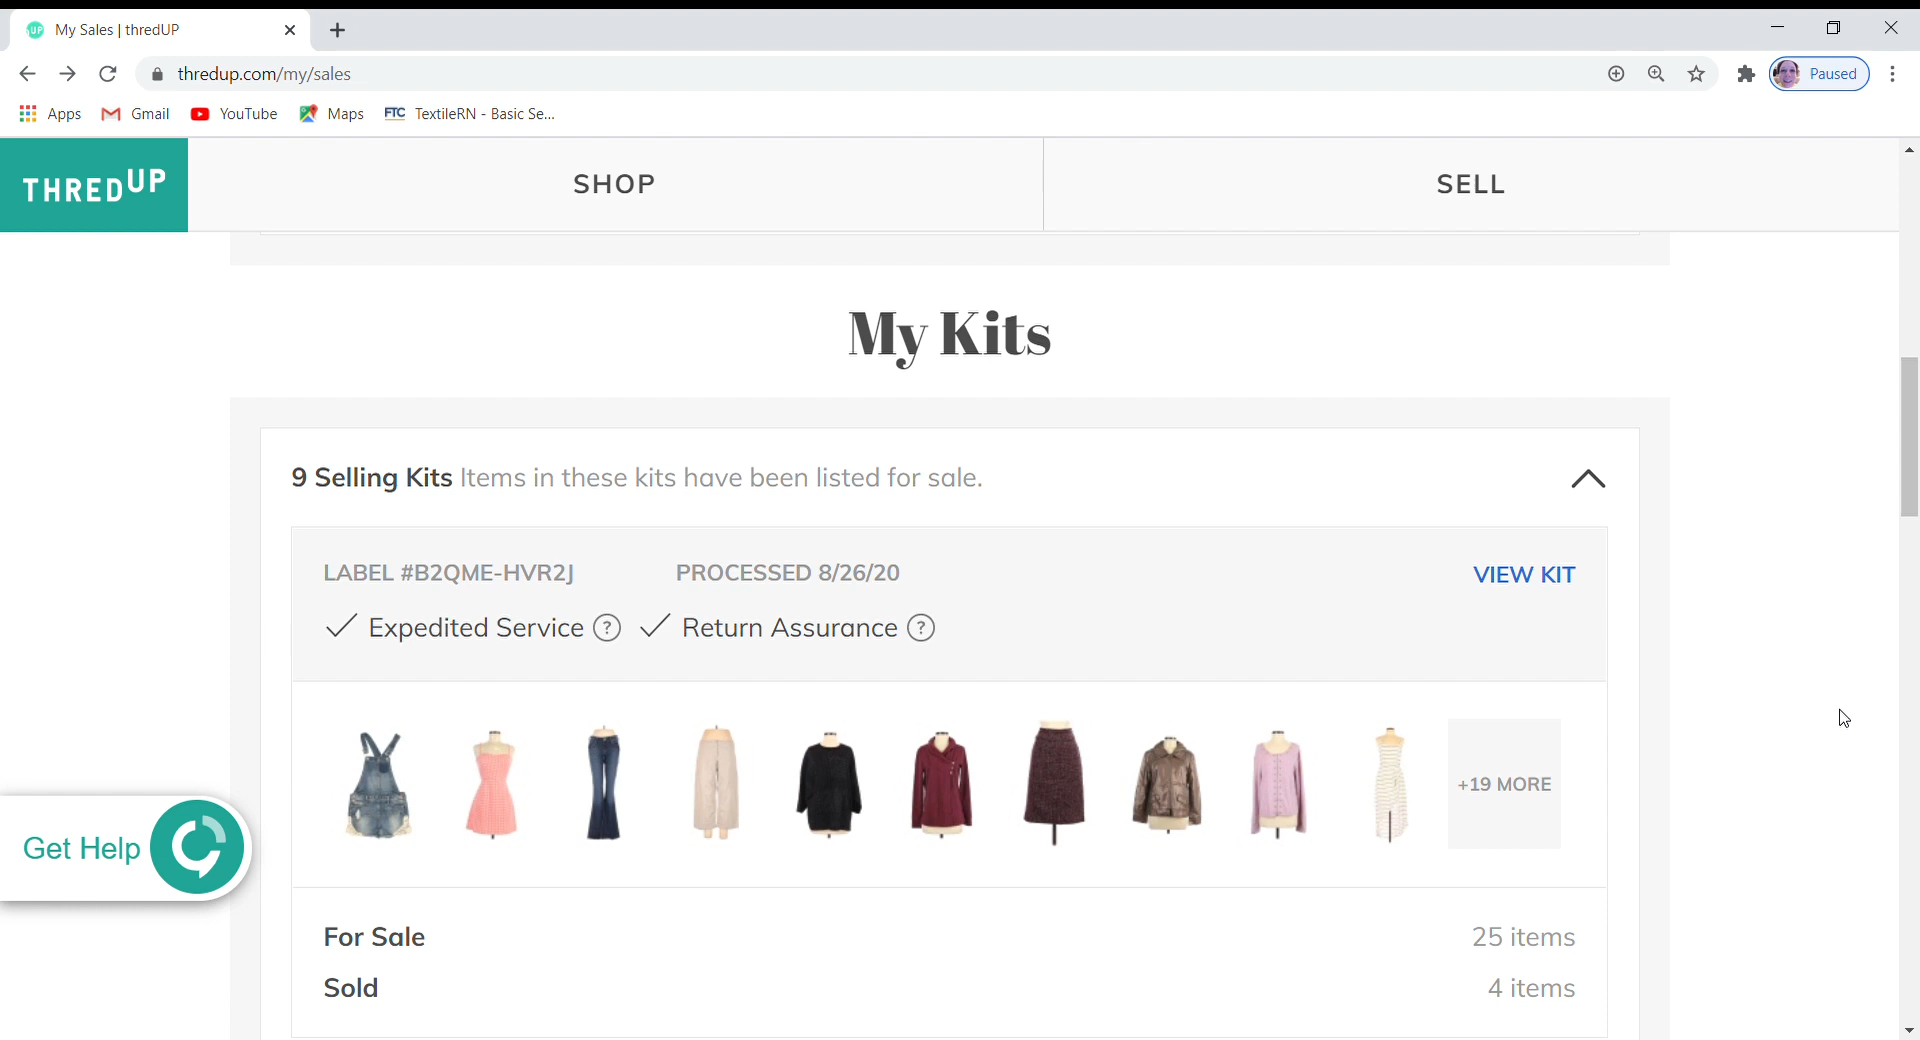 My Sales | thredUP
thredup.com/my/sales
Paused
Apps
Gmail
YouTube
Maps
FTC
TextileRN - Basic Se...
THREDUP
SHOP
SELL
My Kits
9 Selling Kits Items in these kits have been listed for sale.
LABEL #B2QME-HVR2J PROCESSED 8/26/20 VIEW KIT
Expedited Service ? Return Assurance ?
+19 MORE
Get Help
For Sale 25 items
Sold 4 items